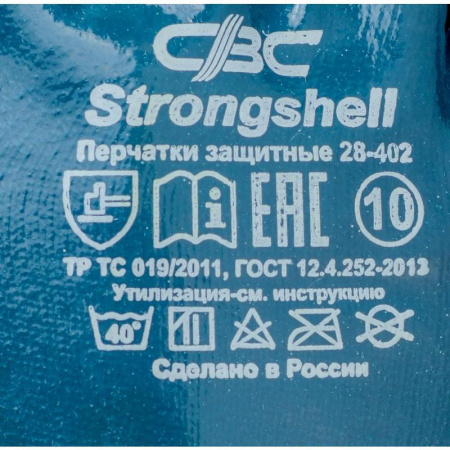 СВС
Strongshell
Перчатки защитные 28-402
i EAC 10
ТР ТС 019/2011, ГОСТ 12.4.252-2013
Утилизация-см. инструкцию
40°
Сделано в России